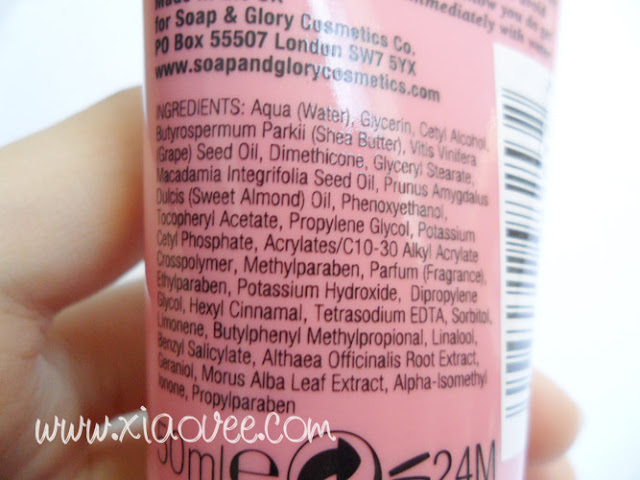 for Soap & Glory Cosmetics Co.
PO Box 55507 London SW7 5YX
www.soapandglorycosmetics.com
immediately with
INGREDIENTS: Aqua (Water), Glycerin, Cetyl Alcohol,
Butyrospermum Parkii (Shea Butter), Vitis Vinifera
(Grape) Seed Oil, Dimethicone, Glyceryl Stearate,
Macadamia Integrifolia Seed Oil, Prunus Amygdalus
Dulcis (Sweet Almond) Oil, Phenoxyethanol,
Tocopheryl Acetate, Propylene Glycol, Potassium
Cetyl Phosphate, Acrylates/C10-30 Alkyl Acrylate
Crosspolymer, Methylparaben, Parfum (Fragrance),
Ethylparaben, Potassium Hydroxide, Dipropylene
Glycol, Hexyl Cinnamal, Tetrasodium EDTA, Sorbitol,
Limonene, Butylphenyl Methylpropional, Linalool,
Benzyl Salicylate, Althaea Officinalis Root Extract,
Geraniol, Morus Alba Leaf Extract, Alpha-Isomethyl
Ionone, Propylparaben
www.xiaovee.com
50ml e 24M